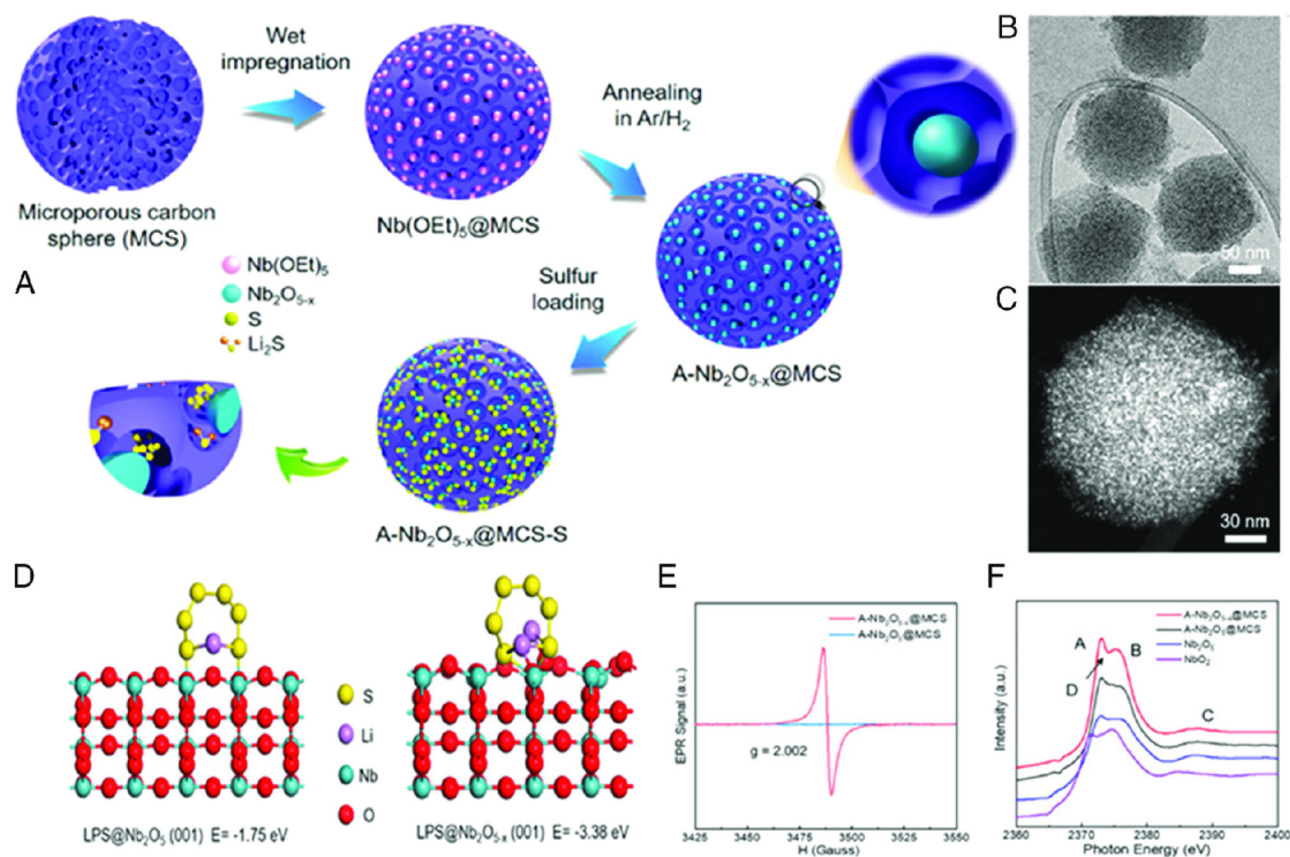 Wet
impregnation
Microporous carbon
sphere (MCS)
Nb(OEt)₅@MCS
Annealing
in Ar/H₂
A-Nb₂O₅₋ₓ@MCS
Sulfur
loading
A-Nb₂O₅₋ₓ@MCS-S
A
Nb(OEt)₅
Nb₂O₅₋ₓ
S
Li₂S
B
50 nm
C
30 nm
D
S
Li
Nb
O
LPS@Nb₂O₅ (001) E= -1.75 eV
LPS@Nb₂O₅₋ₓ (001) E= -3.38 eV
E
A-Nb₂O₅₋ₓ@MCS
A-Nb₂O₅@MCS
g = 2.002
EPR Signal (a.u.)
3425 3450 3475 3500 3525 3550
H (Gauss)
F
A-Nb₂O₅₋ₓ@MCS
A-Nb₂O₅@MCS
Nb₂O₅
NbO₂
A
B
D
C
Intensity (a.u.)
2360 2370 2380 2390 2400
Photon Energy (eV)